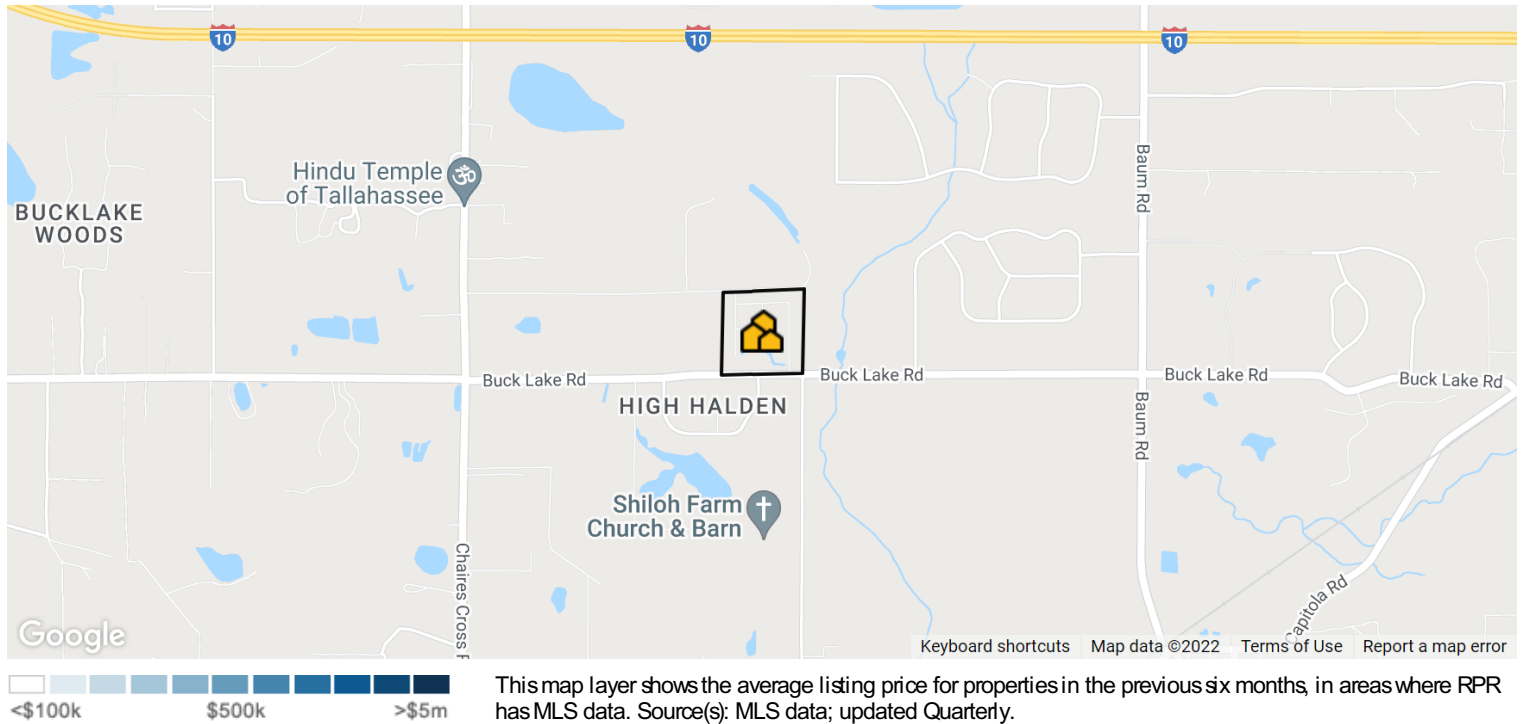 10
10
10
Hindu Temple
of Tallahassee
Baum Rd
BUCKLAKE
WOODS
Buck Lake Rd
Buck Lake Rd
Buck Lake Rd
Buck Lake Rd
HIGH HALDEN
Baum Rd
Shiloh Farm
Church & Barn
Chaires Cross R
Capitola Rd
Google
Keyboard shortcuts
Map data ©2022
Terms of Use
Report a map error
<$100k
$500k
>$5m
This map layer shows the average listing price for properties in the previous six months, in areas where RPR
has MLS data. Source(s): MLS data; updated Quarterly.